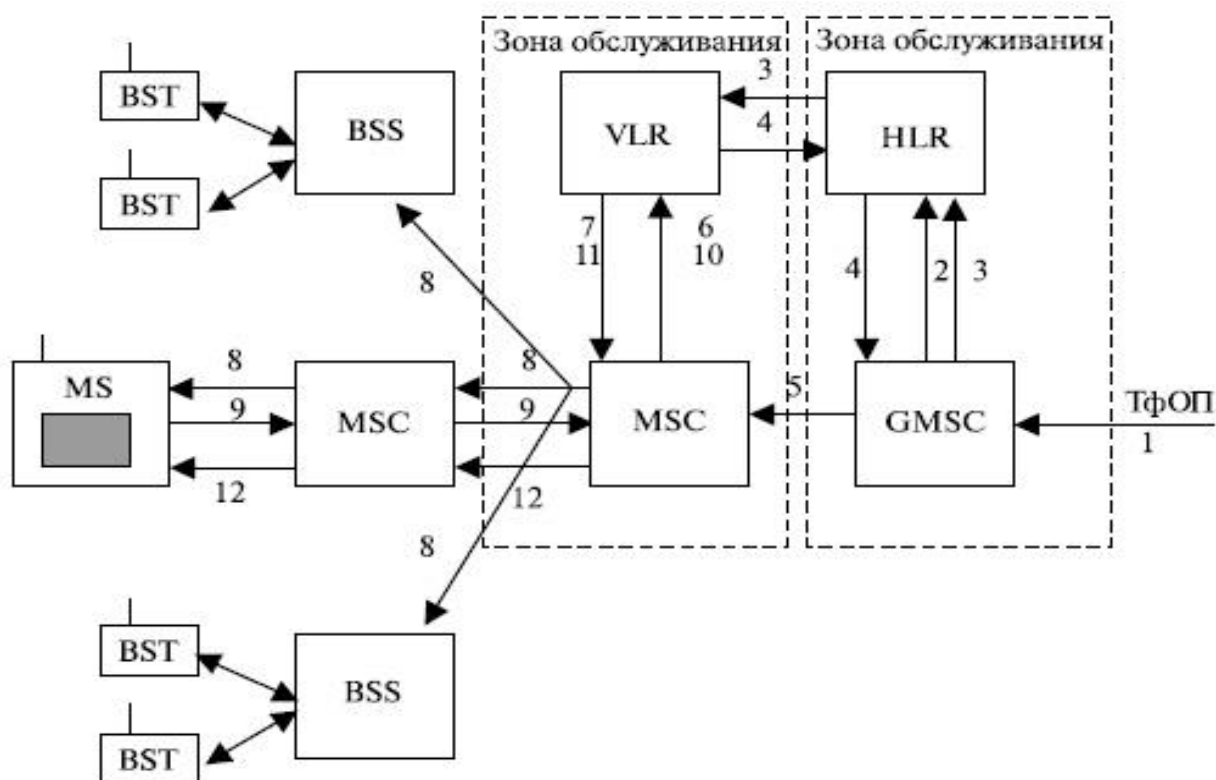 Зона обслуживания
Зона обслуживания
BST
BSS
3
VLR
HLR
4
BST
7
11
6
10
8
4
2
3
MS
8
8
5
9
MSC
9
MSC
GMSC
ТфОП
1
12
12
8
BST
BSS
BST